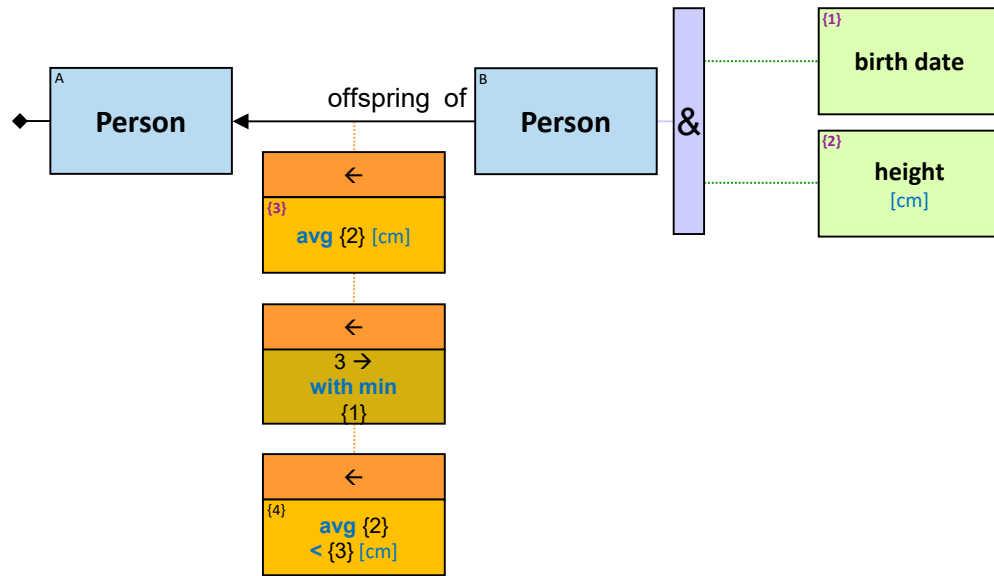 A
Person
offspring of
B
Person
&
{1}
birth date
{2}
height
[cm]
←
{3}
avg {2} [cm]
←
3 →
with min
{1}
←
{4}
avg {2}
< {3} [cm]